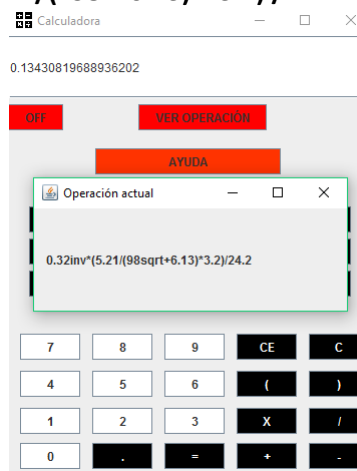 Calculadora
0.13430819688936202
OFF VER OPERACIÓN
AYUDA
Operación actual
0.32inv*(5.21/(98sqrt+6.13)*3.2)/24.2
7 8 9 CE C
4 5 6 ( )
1 2 3 X /
0 . = + -